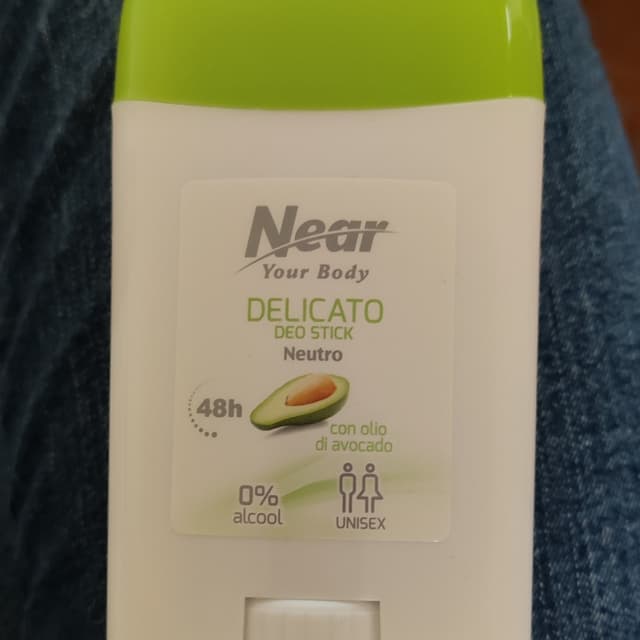 Near
Your Body
DELICATO
DEO STICK
Neutro
48h
con olio
di avocado
0%
alcool
UNISEX